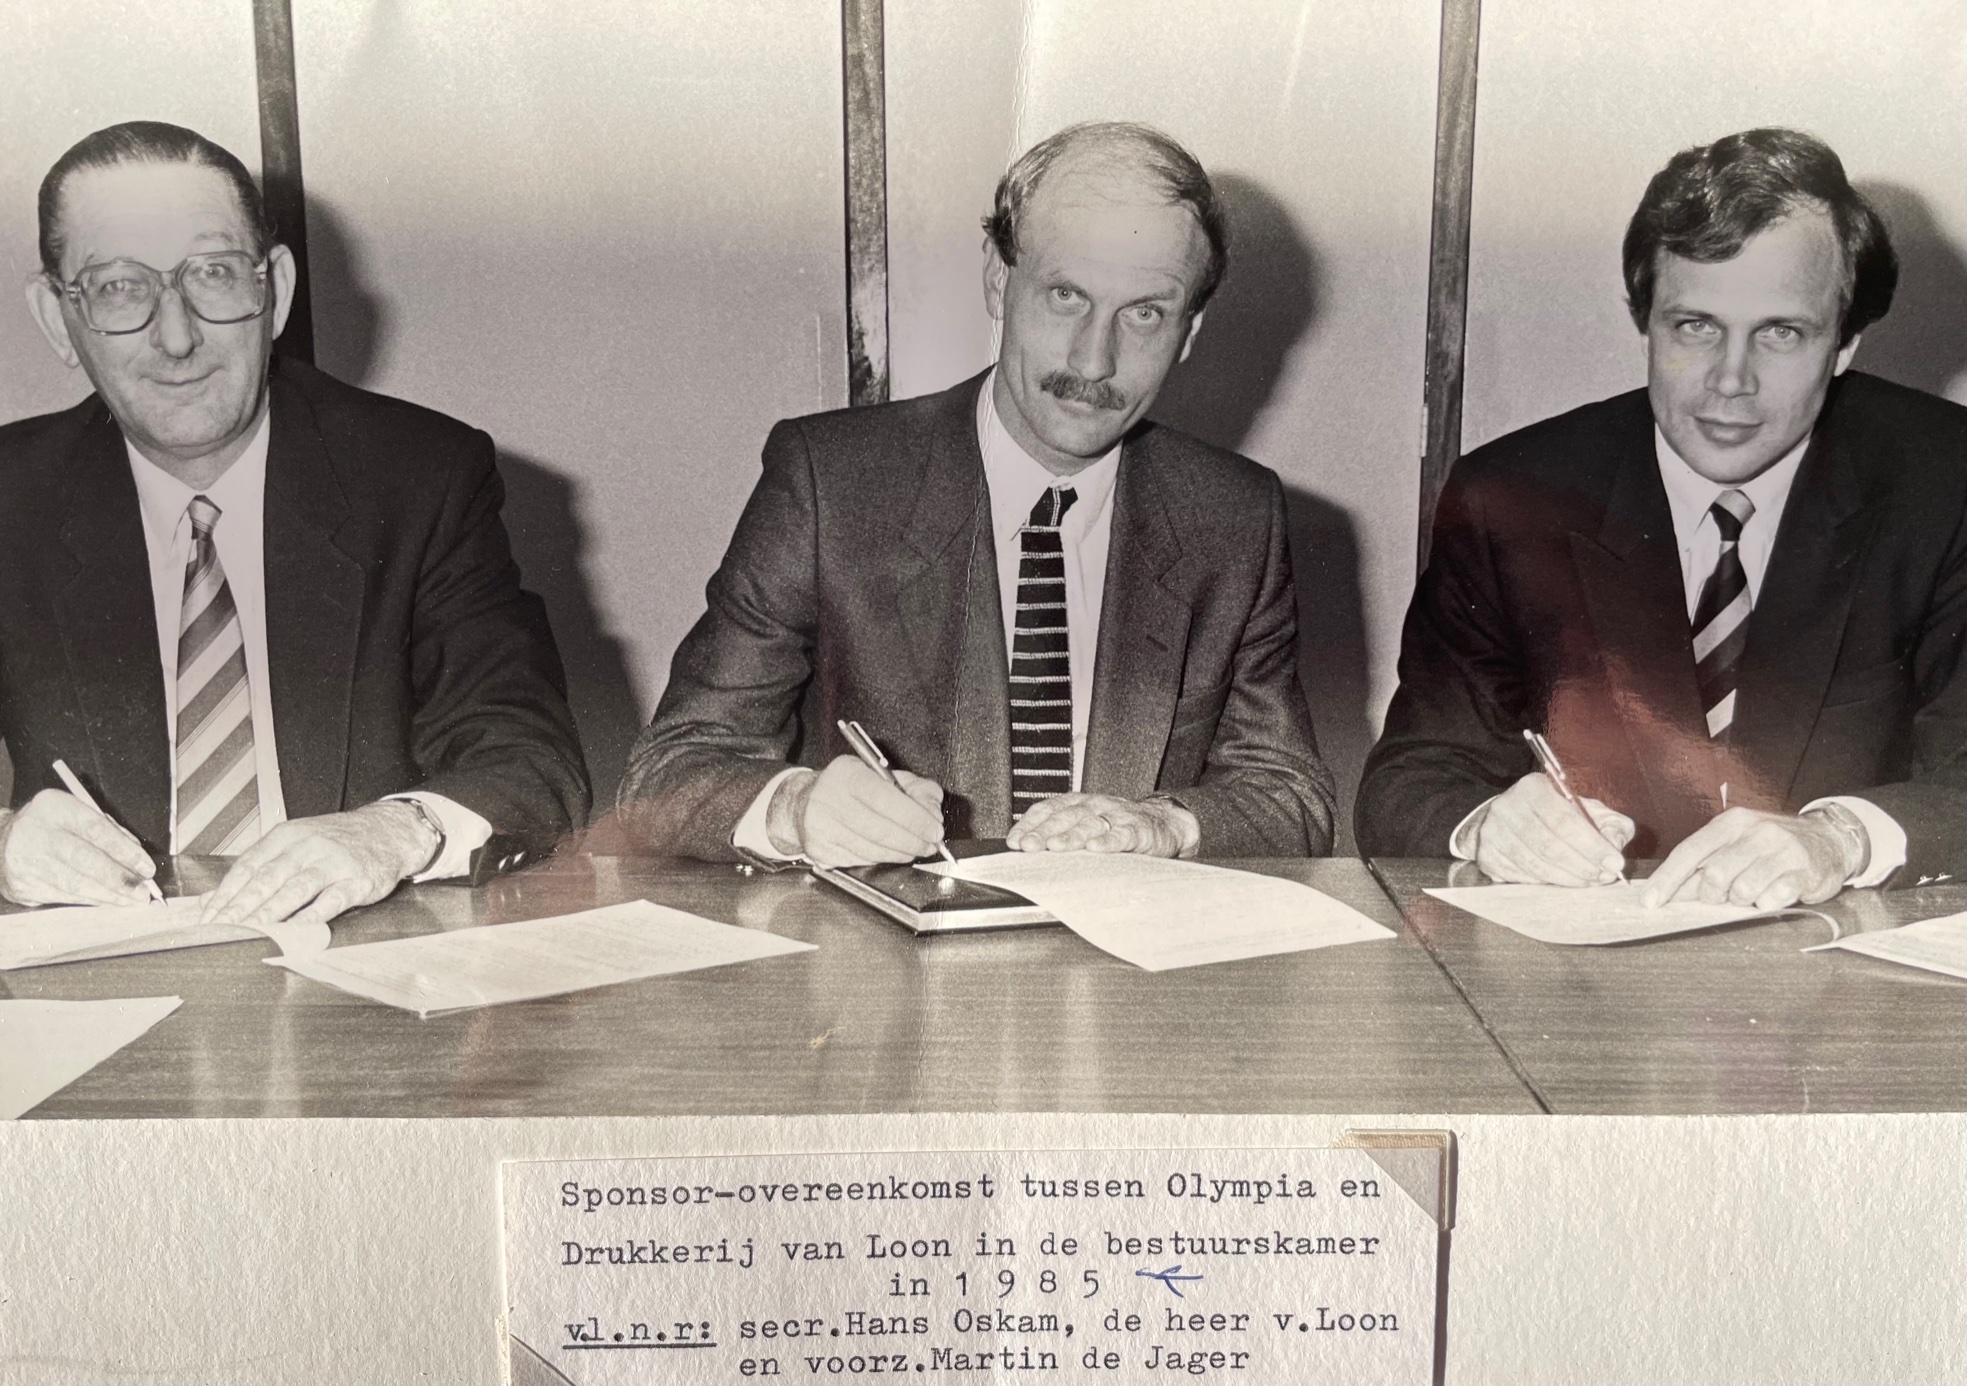 Sponsor-overeenkomst tussen Olympia en
Drukkerij van Loon in de bestuurskamer
in 1 9 8 5
v.l.n.r: secr.Hans Oskam, de heer v.Loon
en voorz.Martin de Jager